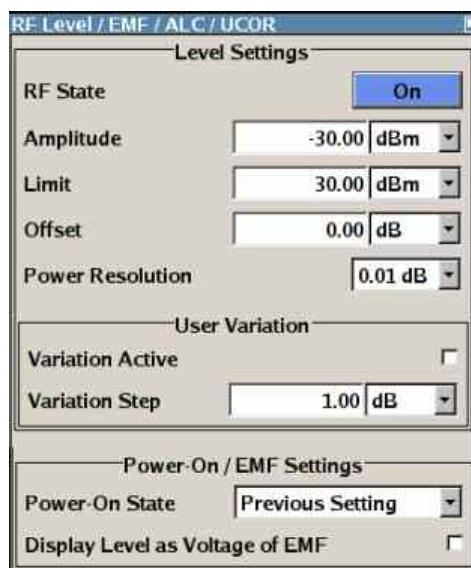 RF Level / EMF / ALC / UCOR
Level Settings
RF State On
Amplitude -30.00 dBm
Limit 30.00 dBm
Offset 0.00 dB
Power Resolution 0.01 dB
User Variation
Variation Active
Variation Step 1.00 dB
Power-On / EMF Settings
Power-On State Previous Setting
Display Level as Voltage of EMF